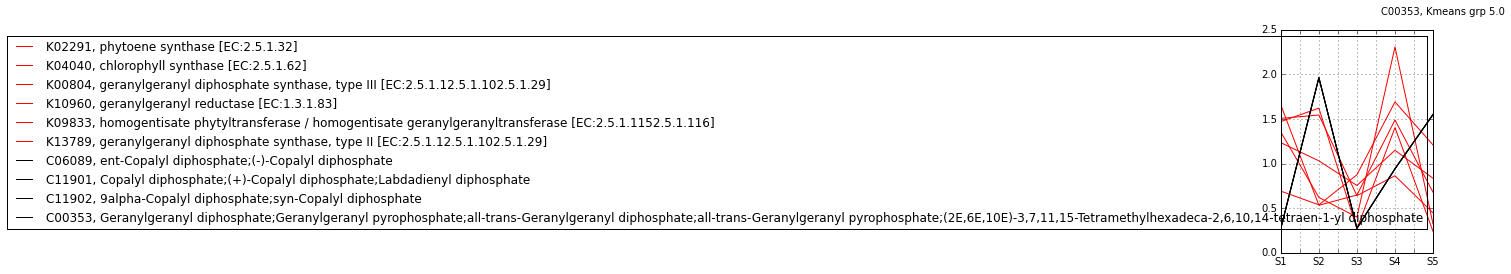 C00353, Kmeans grp 5.0
K02291, phytoene synthase [EC:2.5.1.32]
K04040, chlorophyll synthase [EC:2.5.1.62]
K00804, geranylgeranyl diphosphate synthase, type III [EC:2.5.1.12.5.1.102.5.1.29]
K10960, geranylgeranyl reductase [EC:1.3.1.83]
K09833, homogentisate phytyltransferase / homogentisate geranylgeranyltransferase [EC:2.5.1.1152.5.1.116]
K13789, geranylgeranyl diphosphate synthase, type II [EC:2.5.1.12.5.1.102.5.1.29]
C06089, ent-Copalyl diphosphate;(-)-Copalyl diphosphate
C11901, Copalyl diphosphate;(+)-Copalyl diphosphate;Labdadienyl diphosphate
C11902, 9alpha-Copalyl diphosphate;syn-Copalyl diphosphate
C00353, Geranylgeranyl diphosphate;Geranylgeranyl pyrophosphate;all-trans-Geranylgeranyl diphosphate;all-trans-Geranylgeranyl pyrophosphate;(2E,6E,10E)-3,7,11,15-Tetramethylhexadeca-2,6,10,14-tetraen-1-yl diphosphate
2.5
2.0
1.5
1.0
0.5
0.0
S1 S2 S3 S4 S5